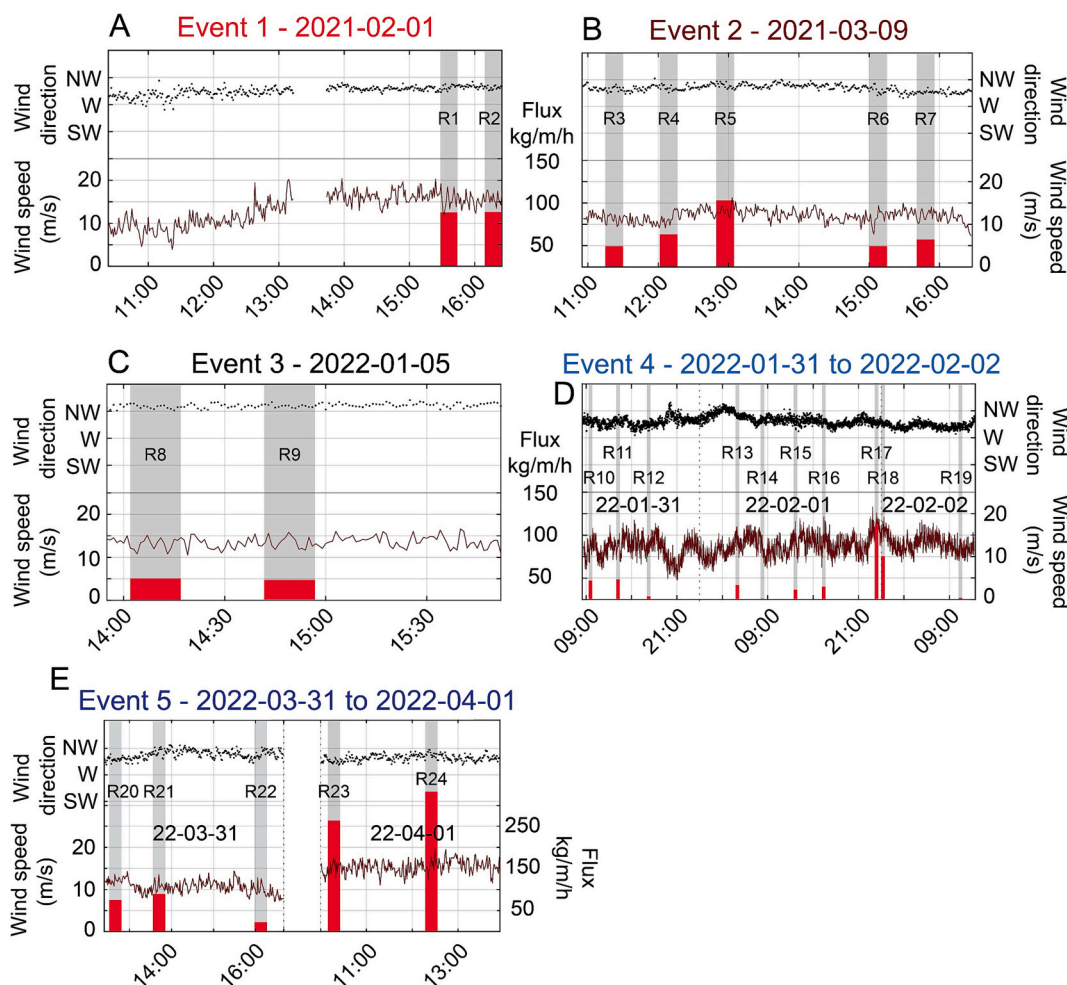 A
Event 1 - 2021-02-01
Wind direction
NW
W
SW
R1
R2
Wind speed (m/s)
20
10
0
11:00
12:00
13:00
14:00
15:00
16:00
B
Event 2 - 2021-03-09
Flux kg/m/h
150
100
50
R3
R4
R5
R6
R7
NW
W
SW
Wind direction
20
10
0
Wind speed (m/s)
11:00
12:00
13:00
14:00
15:00
16:00
C
Event 3 - 2022-01-05
Wind direction
NW
W
SW
R8
R9
Wind speed (m/s)
20
10
0
14:00
14:30
15:00
15:30
D
Event 4 - 2022-01-31 to 2022-02-02
Flux kg/m/h
150
100
50
R11
R13
R15
R17
R10
R12
R14
R16
R18
R19
22-01-31
22-02-01
22-02-02
NW
W
SW
Wind direction
20
10
0
Wind speed (m/s)
09:00
21:00
09:00
21:00
09:00
E
Event 5 - 2022-03-31 to 2022-04-01
Wind direction
NW
W
SW
R20
R21
R22
R23
R24
22-03-31
22-04-01
Wind speed (m/s)
20
10
0
250
150
50
Flux kg/m/h
14:00
16:00
11:00
13:00